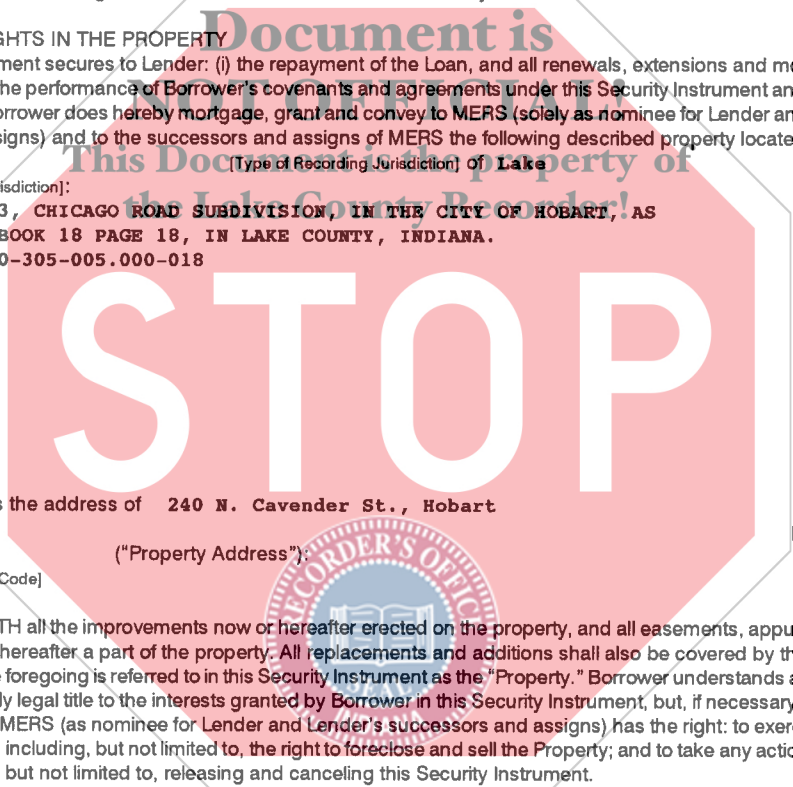 Document is
GHTS IN THE PROPERTY
ment secures to Lender: (i) the repayment of the Loan, and all renewals, extensions and mo
he performance of Borrower's covenants and agreements under this Security Instrument an
NOT OFFICIAL!
orrower does hereby mortgage, grant and convey to MERS (solely as nominee for Lender an
signs) and to the successors and assigns of MERS the following described property locate
This Document is the property of
[Type of Recording Jurisdiction] of Lake
isdiction]:
the Lake County Recorder!
3, CHICAGO ROAD SUBDIVISION, IN THE CITY OF HOBART, AS
BOOK 18 PAGE 18, IN LAKE COUNTY, INDIANA.
0-305-005.000-018
STOP
s the address of 240 N. Cavender St., Hobart
("Property Address"):
Code]
RECORDER'S OFFICE
TH all the improvements now or hereafter erected on the property, and all easements, appu
hereafter a part of the property. All replacements and additions shall also be covered by th
e foregoing is referred to in this Security Instrument as the "Property." Borrower understands a
SEAL
ly legal title to the interests granted by Borrower in this Security Instrument, but, if necessary
MERS (as nominee for Lender and Lender's successors and assigns) has the right: to exer
including, but not limited to, the right to foreclose and sell the Property; and to take any actio
but not limited to, releasing and canceling this Security Instrument.